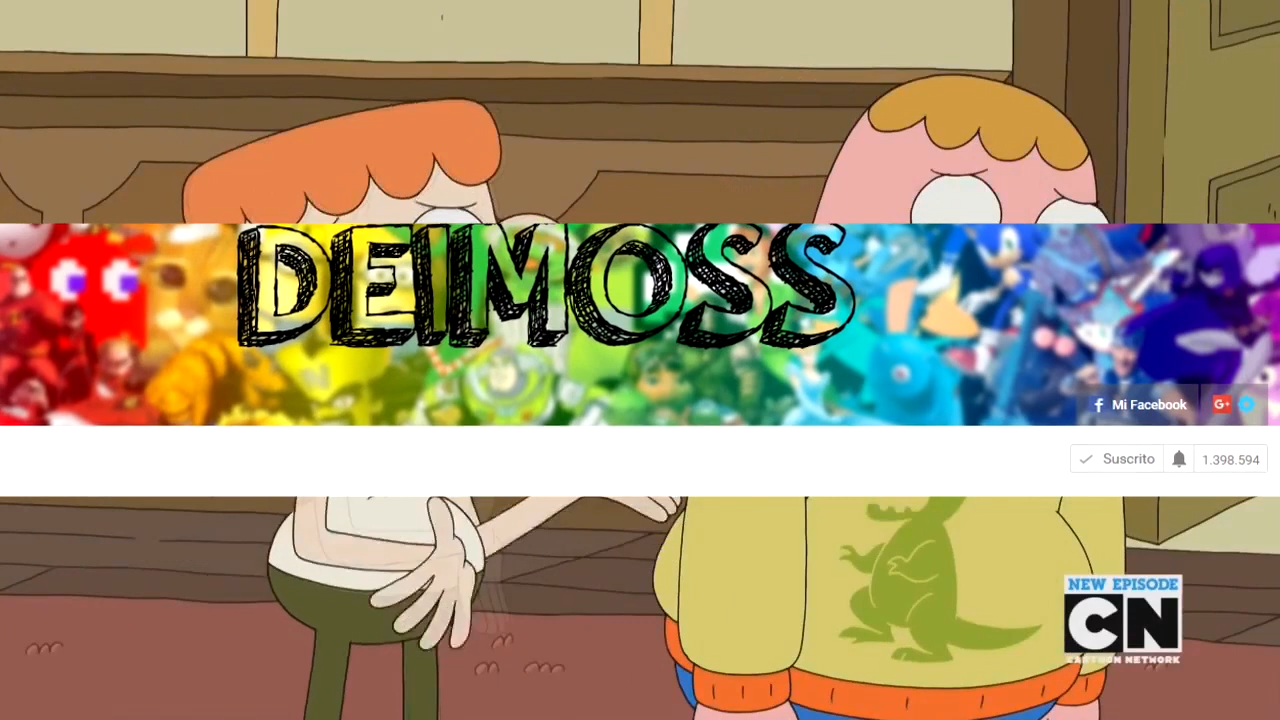 DEIMOSS
Mi Facebook
G+
Suscrito 1.398.594
NEW EPISODE
CN
CARTOON NETWORK